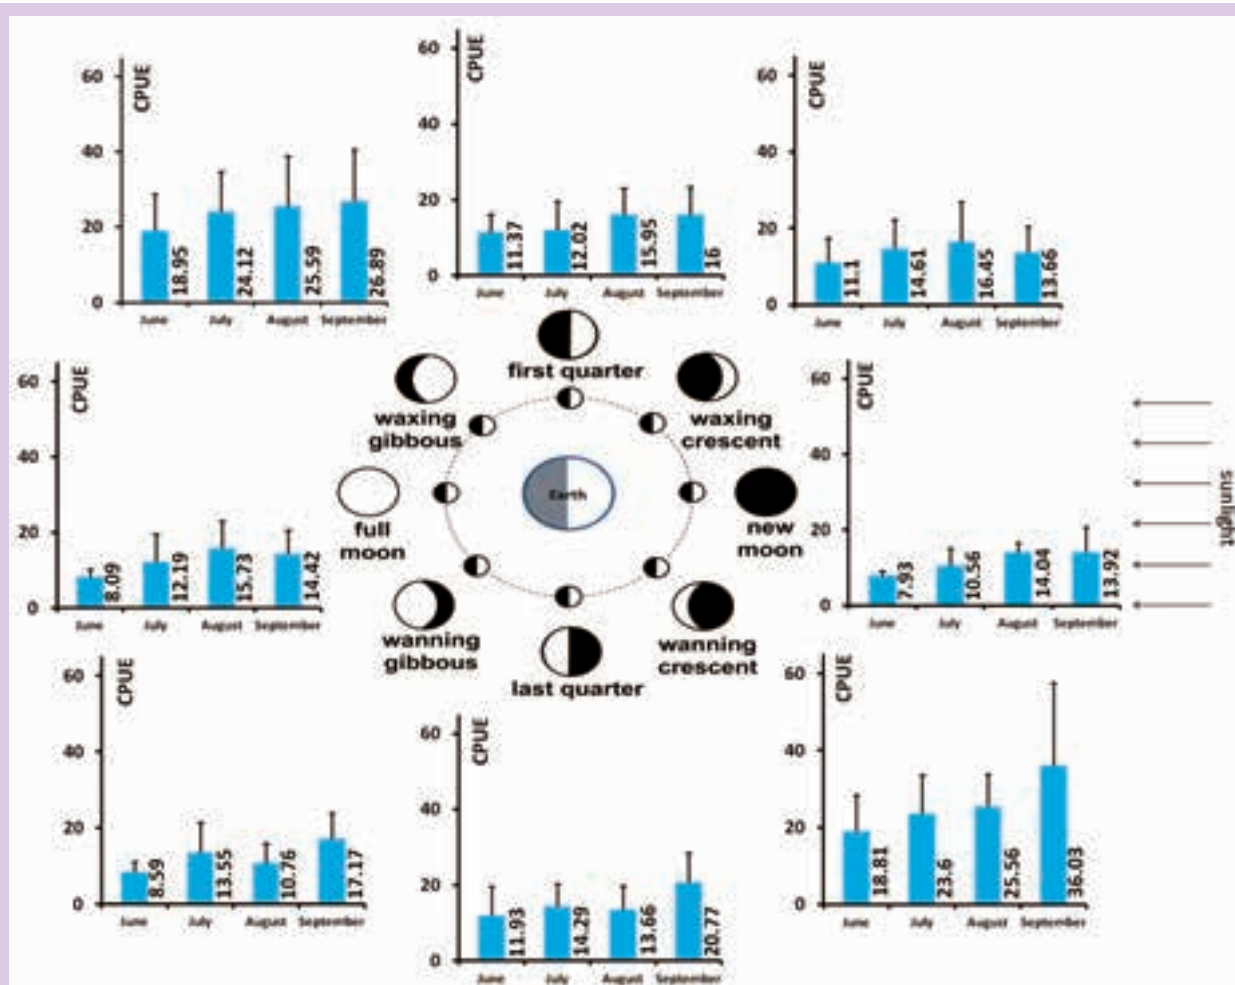 CPUE
60
40
20
0
18.95
24.12
25.59
26.89
June July August September
CPUE
60
40
20
0
11.37
12.02
15.95
16
June July August September
CPUE
60
40
20
0
11.1
14.61
16.45
13.66
June July August September
CPUE
60
40
20
0
8.09
12.19
15.73
14.42
June July August September
first quarter
waxing
gibbous
waxing
crescent
full
moon
Earth
new
moon
wanning
gibbous
wanning
crescent
last quarter
CPUE
60
40
20
0
7.93
10.56
14.04
13.92
June July August September
sunlight
CPUE
60
40
20
0
8.59
13.55
10.76
17.17
June July August September
CPUE
60
40
20
0
11.93
14.29
13.66
20.77
June July August September
CPUE
60
40
20
0
18.81
23.6
25.56
36.03
June July August September